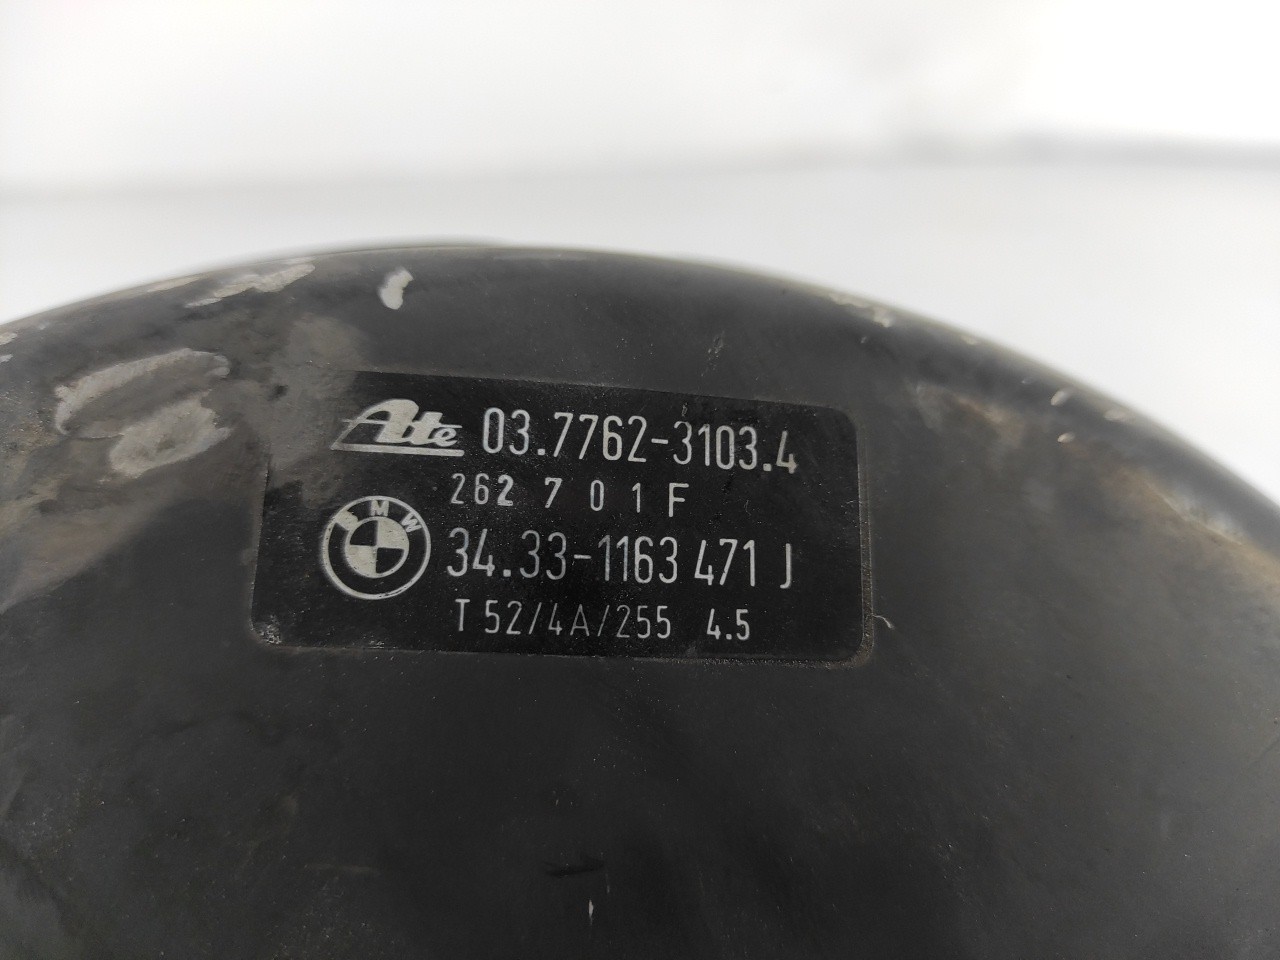 Ate 03.7762-3103.4
262 7 0 1 F
BMW 34.33-1163 471 J
T 52/4A/255 4.5